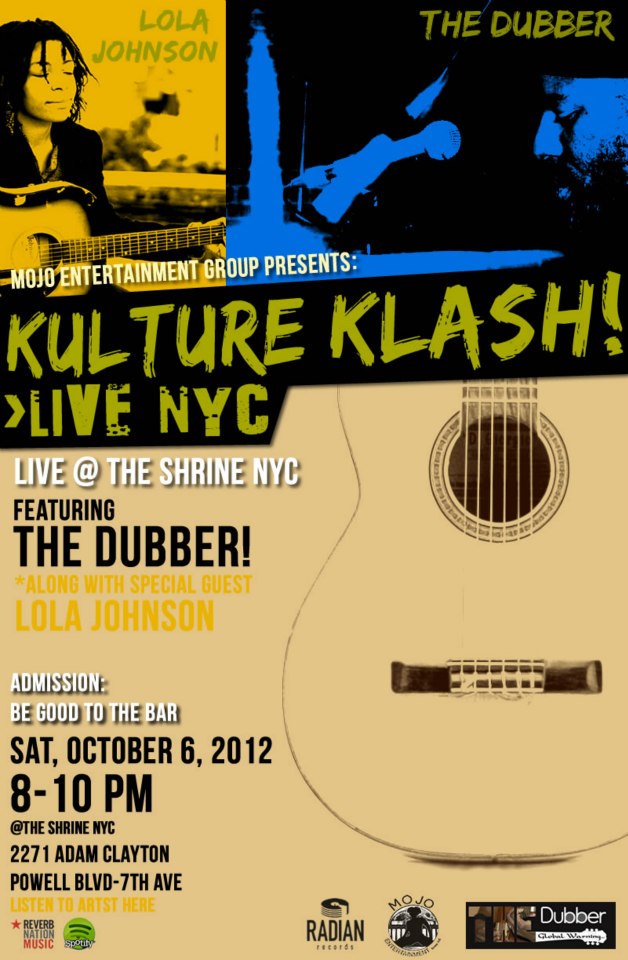 LOLA
JOHNSON
THE DUBBER
MOJO ENTERTAINMENT GROUP PRESENTS:
KULTURE KLASH!
>LIVE NYC
LIVE @ THE SHRINE NYC
FEATURING
THE DUBBER!
*ALONG WITH SPECIAL GUEST
LOLA JOHNSON
ADMISSION:
BE GOOD TO THE BAR
SAT, OCTOBER 6, 2012
8-10 PM
@THE SHRINE NYC
2271 ADAM CLAYTON
POWELL BLVD-7TH AVE
LISTEN TO ARTST HERE
REVERB
NATION
MUSIC
Spotify
RADIAN
records
MOJO
ENTERTAINMENT
Dubber
Global Warning